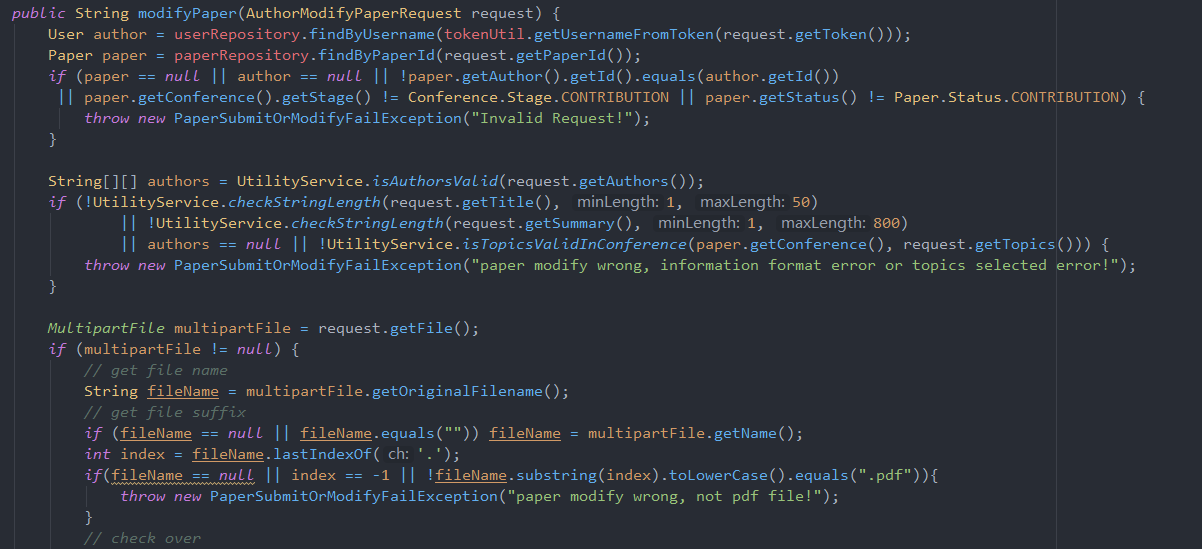 public String modifyPaper(AuthorModifyPaperRequest request) {
User author = userRepository.findByUsername(tokenUtil.getUsernameFromToken(request.getToken()));
Paper paper = paperRepository.findByPaperId(request.getPaperId());
if (paper == null || author == null || !paper.getAuthor().getId().equals(author.getId())
|| paper.getConference().getStage() != Conference.Stage.CONTRIBUTION || paper.getStatus() != Paper.Status.CONTRIBUTION) {
throw new PaperSubmitOrModifyFailException("Invalid Request!");
}
String[][] authors = UtilityService.isAuthorsValid(request.getAuthors());
if (!UtilityService.checkStringLength(request.getTitle(), minLength: 1, maxLength: 50)
|| !UtilityService.checkStringLength(request.getSummary(), minLength: 1, maxLength: 800)
|| authors == null || !UtilityService.isTopicsValidInConference(paper.getConference(), request.getTopics())) {
throw new PaperSubmitOrModifyFailException("paper modify wrong, information format error or topics selected error!");
}
MultipartFile multipartFile = request.getFile();
if (multipartFile != null) {
// get file name
String fileName = multipartFile.getOriginalFilename();
// get file suffix
if (fileName == null || fileName.equals("")) fileName = multipartFile.getName();
int index = fileName.lastIndexOf( ch: '.');
if(fileName == null || index == -1 || !fileName.substring(index).toLowerCase().equals(".pdf")){
throw new PaperSubmitOrModifyFailException("paper modify wrong, not pdf file!");
}
// check over